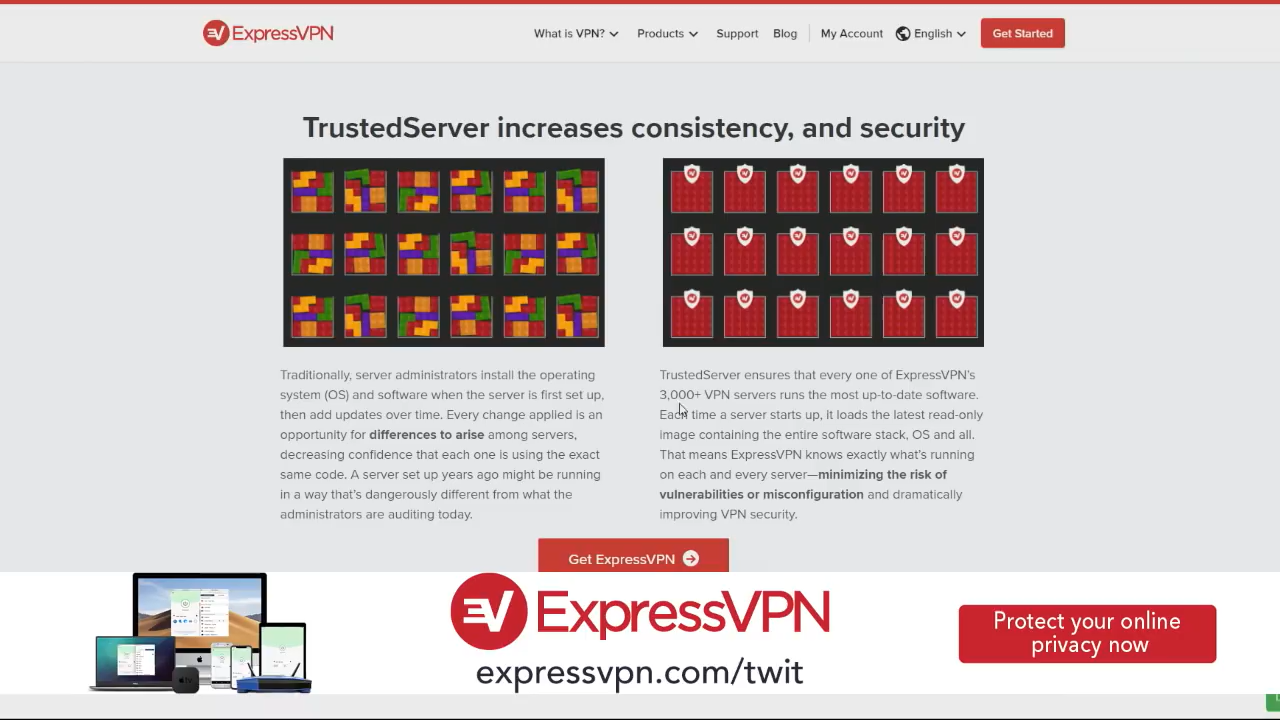 ExpressVPN
What is VPN? Products Support Blog My Account English Get Started
TrustedServer increases consistency, and security
Traditionally, server administrators install the operating
system (OS) and software when the server is first set up,
then add updates over time. Every change applied is an
opportunity for differences to arise among servers,
decreasing confidence that each one is using the exact
same code. A server set up years ago might be running
in a way that’s dangerously different from what the
administrators are auditing today.
TrustedServer ensures that every one of ExpressVPN’s
3,000+ VPN servers runs the most up-to-date software.
Each time a server starts up, it loads the latest read-only
image containing the entire software stack, OS and all.
That means ExpressVPN knows exactly what’s running
on each and every server—minimizing the risk of
vulnerabilities or misconfiguration and dramatically
improving VPN security.
Get ExpressVPN
ExpressVPN
expressvpn.com/twit
Protect your online
privacy now